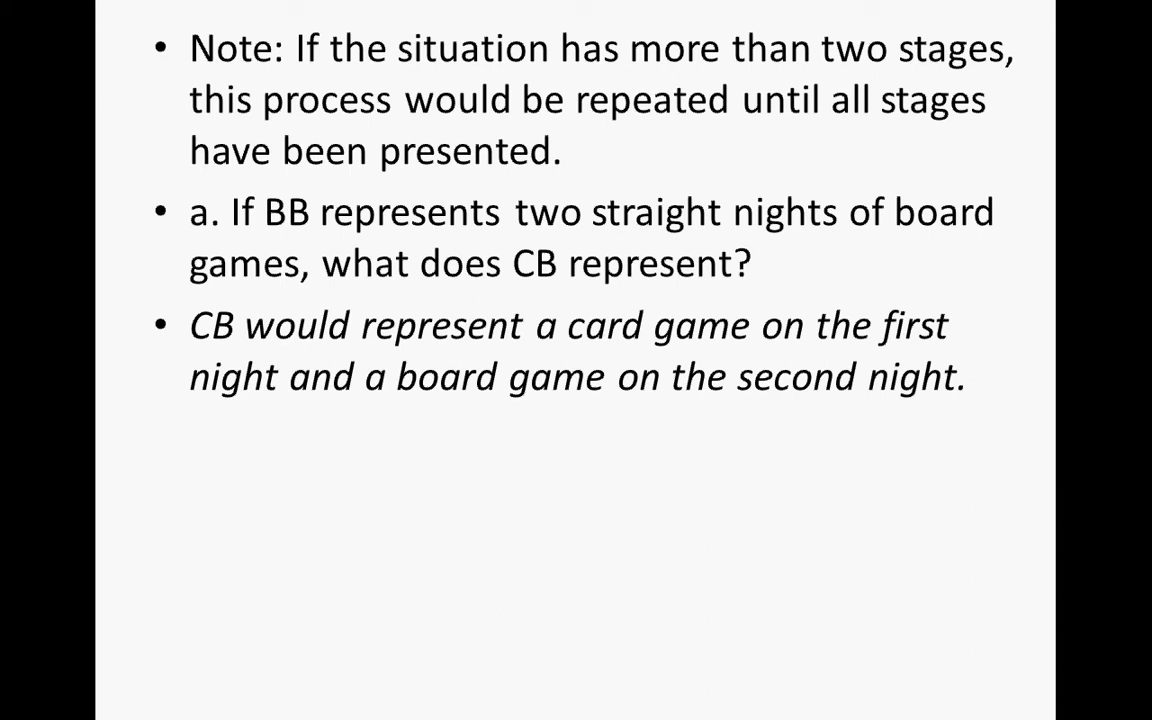 • Note: If the situation has more than two stages,
this process would be repeated until all stages
have been presented.
• a. If BB represents two straight nights of board
games, what does CB represent?
• CB would represent a card game on the first
night and a board game on the second night.